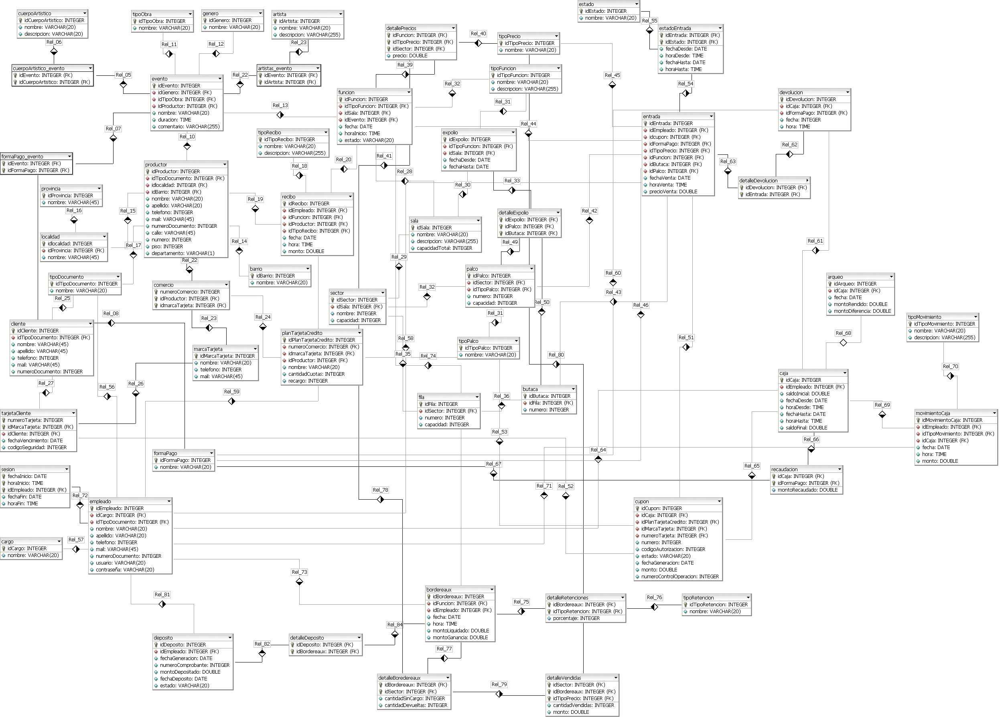 cuerpoArtistico
idCuerpoArtistico: INTEGER
nombre: VARCHAR(20)
descripcion: VARCHAR(20)
Rel_06
tipoObra
idTipoObra: INTEGER
nombre: VARCHAR(20)
Rel_11
genero
idGenero: INTEGER
nombre: VARCHAR(20)
Rel_12
artista
idArtista: INTEGER
nombre: VARCHAR(20)
descripcion: VARCHAR(255)
Rel_23
detallePrecios
idFuncion: INTEGER (FK)
idTipoPrecio: INTEGER (FK)
idSector: INTEGER (FK)
precio: DOUBLE
Rel_39
Rel_40
tipoPrecio
idTipoPrecio: INTEGER
nombre: VARCHAR(20)
estado
idEstado: INTEGER
nombre: VARCHAR(20)
Rel_55
estadoEntrada
idEntrada: INTEGER (FK)
idEstado: INTEGER (FK)
fechaDesde: DATE
horaDesde: TIME
fechaHasta: DATE
horaHasta: TIME
Rel_54
cuerpoArtistico_evento
idEvento: INTEGER (FK)
idCuerpoArtistico: INTEGER (FK)
Rel_05
evento
idEvento: INTEGER
idGenero: INTEGER (FK)
idTipoObra: INTEGER (FK)
idProductor: INTEGER (FK)
nombre: VARCHAR(20)
duracion: TIME
comentario: VARCHAR(255)
Rel_22
artistas_evento
idEvento: INTEGER (FK)
idArtista: INTEGER (FK)
Rel_13
funcion
idFuncion: INTEGER
idTipoFuncion: INTEGER (FK)
idSala: INTEGER (FK)
idEvento: INTEGER (FK)
fecha: DATE
horaInicio: TIME
estado: VARCHAR(20)
Rel_32
tipoFuncion
idTipoFuncion: INTEGER
nombre: VARCHAR(20)
descripcion: VARCHAR(255)
Rel_31
Rel_45
Rel_44
devolucion
idDevolucion: INTEGER
idCaja: INTEGER (FK)
idFormaPago: INTEGER (FK)
fecha: INTEGER
hora: TIME
Rel_62
entrada
idEntrada: INTEGER
idEmpleado: INTEGER (FK)
idcupon: INTEGER (FK)
idFormaPago: INTEGER (FK)
idTipoPrecio: INTEGER (FK)
idFuncion: INTEGER (FK)
idButaca: INTEGER (FK)
idPalco: INTEGER (FK)
fechaVenta: DATE
horaVenta: TIME
precioVenta: DOUBLE
Rel_63
detalleDevolucion
idDevolucion: INTEGER (FK)
idEntrada: INTEGER (FK)
Rel_07
Rel_10
formaPago_evento
idEvento: INTEGER (FK)
idFormaPago: INTEGER (FK)
tipoRecibo
idTipoRecibo: INTEGER
nombre: VARCHAR(20)
descripcion: VARCHAR(255)
Rel_18
Rel_20
Rel_41
Rel_28
expolio
idExpolio: INTEGER
idTipoFuncion: INTEGER (FK)
idSala: INTEGER (FK)
fechaDesde: DATE
fechaHasta: DATE
Rel_30
Rel_33
productor
idProductor: INTEGER
idTipoDocumento: INTEGER (FK)
idlocalidad: INTEGER (FK)
idBarrio: INTEGER (FK)
nombre: VARCHAR(20)
apellido: VARCHAR(20)
telefono: INTEGER
mail: VARCHAR(45)
numeroDocumento: INTEGER
calle: VARCHAR(45)
numero: INTEGER
piso: INTEGER
departamento: VARCHAR(1)
Rel_22
provincia
idProvincia: INTEGER
nombre: VARCHAR(45)
Rel_16
Rel_15
localidad
idlocalidad: INTEGER
idProvincia: INTEGER (FK)
nombre: VARCHAR(45)
Rel_17
Rel_19
Rel_14
recibo
idRecibo: INTEGER
idEmpleado: INTEGER (FK)
idFuncion: INTEGER (FK)
idProductor: INTEGER (FK)
idTipoRecibo: INTEGER (FK)
fecha: DATE
hora: TIME
monto: DOUBLE
sala
idSala: INTEGER
nombre: VARCHAR(20)
descripcion: VARCHAR(255)
capacidadTotal: INTEGER
Rel_29
detalleExpolio
idExpolio: INTEGER (FK)
idPalco: INTEGER (FK)
idButaca: INTEGER (FK)
Rel_49
Rel_42
Rel_61
tipoDocumento
idTipoDocumento: INTEGER
nombre: VARCHAR(20)
Rel_25
barrio
idBarrio: INTEGER
nombre: VARCHAR(20)
comercio
numeroComercio: INTEGER
idProductor: INTEGER (FK)
idmarcaTarjeta: INTEGER (FK)
Rel_23
Rel_24
sector
idSector: INTEGER
idSala: INTEGER (FK)
nombre: INTEGER
capacidad: INTEGER
Rel_32
palco
idPalco: INTEGER
idSector: INTEGER (FK)
idTipoPalco: INTEGER (FK)
numero: INTEGER
capacidad: INTEGER
Rel_31
Rel_50
Rel_60
Rel_43
Rel_46
arqueo
idArqueo: INTEGER
idCaja: INTEGER (FK)
fecha: DATE
montoRendido: DOUBLE
montoDiferencia: DOUBLE
Rel_68
tipoMovimiento
idTipoMovimiento: INTEGER
nombre: VARCHAR(20)
descripcion: VARCHAR(255)
Rel_70
cliente
idCliente: INTEGER
idTipoDocumento: INTEGER (FK)
nombre: VARCHAR(45)
apellido: VARCHAR(45)
telefono: INTEGER
mail: VARCHAR(45)
numeroDocumento: INTEGER
Rel_27
Rel_08
Rel_56
Rel_26
marcaTarjeta
idMarcaTarjeta: INTEGER
nombre: VARCHAR(20)
telefono: INTEGER
mail: VARCHAR(45)
Rel_59
planTarjetaCredito
idPlanTarjetaCredito: INTEGER
numeroComercio: INTEGER (FK)
idmarcaTarjeta: INTEGER (FK)
idProductor: INTEGER (FK)
nombre: VARCHAR(20)
cantidadCuotas: INTEGER
recargo: INTEGER
Rel_58
Rel_35
Rel_74
tipoPalco
idTipoPalco: INTEGER
nombre: VARCHAR(20)
Rel_80
Rel_51
fila
idFila: INTEGER
idSector: INTEGER (FK)
numero: INTEGER
capacidad: INTEGER
Rel_36
butaca
idButaca: INTEGER
idFila: INTEGER (FK)
numero: INTEGER
caja
idCaja: INTEGER
idEmpleado: INTEGER (FK)
saldoInicial: DOUBLE
fechaDesde: DATE
horaDesde: TIME
fechaHasta: DATE
horaHasta: TIME
saldoFinal: DOUBLE
Rel_66
Rel_69
movimientoCaja
idMovimientoCaja: INTEGER
idEmpleado: INTEGER (FK)
idTipoMovimiento: INTEGER (FK)
idCaja: INTEGER (FK)
fecha: DATE
hora: TIME
monto: DOUBLE
tarjetaCliente
numeroTarjeta: INTEGER
idMarcaTarjeta: INTEGER (FK)
idCliente: INTEGER (FK)
fechaVencimiento: DATE
codigoSeguridad: INTEGER
formaPago
idFormaPago: INTEGER
nombre: VARCHAR(20)
Rel_53
Rel_67
Rel_64
Rel_65
recaudacion
idCaja: INTEGER (FK)
idFormaPago: INTEGER (FK)
montoRecaudado: DOUBLE
sesion
fechaInicio: DATE
horaInicio: TIME
idEmpleado: INTEGER (FK)
fechaFin: DATE
horaFin: TIME
Rel_72
empleado
idEmpleado: INTEGER
idCargo: INTEGER (FK)
idTipoDocumento: INTEGER (FK)
nombre: VARCHAR(20)
apellido: VARCHAR(20)
telefono: INTEGER
mail: VARCHAR(45)
numeroDocumento: INTEGER
usuario: VARCHAR(20)
contraseña: VARCHAR(20)
cargo
idCargo: INTEGER
nombre: VARCHAR(20)
Rel_57
Rel_78
Rel_71
Rel_52
cupon
idCupon: INTEGER
idCaja: INTEGER (FK)
idPlanTarjetaCredito: INTEGER (FK)
idMarcaTarjeta: INTEGER (FK)
numeroTarjeta: INTEGER (FK)
numero: INTEGER
codigoAutorizacion: INTEGER
estado: VARCHAR(20)
fechaGeneracion: DATE
monto: DOUBLE
numeroControlOperacion: INTEGER
Rel_73
Rel_81
bordereaux
idBordereaux: INTEGER
idFuncion: INTEGER (FK)
idEmpleado: INTEGER (FK)
fecha: DATE
hora: TIME
montoLiquidado: DOUBLE
montoGanancia: DOUBLE
Rel_75
detalleRetenciones
idBordereaux: INTEGER (FK)
idTipoRetencion: INTEGER (FK)
porcentaje: INTEGER
Rel_76
tipoRetencion
idTipoRetencion: INTEGER
nombre: VARCHAR(20)
deposito
idDeposito: INTEGER
idEmpleado: INTEGER (FK)
fechaGeneracion: DATE
numeroComprobante: INTEGER
montoDepositado: DOUBLE
fechaDeposito: DATE
estado: VARCHAR(20)
Rel_82
detalleDeposito
idDeposito: INTEGER (FK)
idBordereaux: INTEGER (FK)
Rel_84
Rel_77
detalleBoredereaux
idBordereaux: INTEGER (FK)
idSector: INTEGER (FK)
cantidadSinCargo: INTEGER
cantidadDevueltas: INTEGER
Rel_79
detalleVendidas
idSector: INTEGER (FK)
idBordereaux: INTEGER (FK)
idTipoPrecio: INTEGER (FK)
cantidadVendidas: INTEGER
monto: DOUBLE